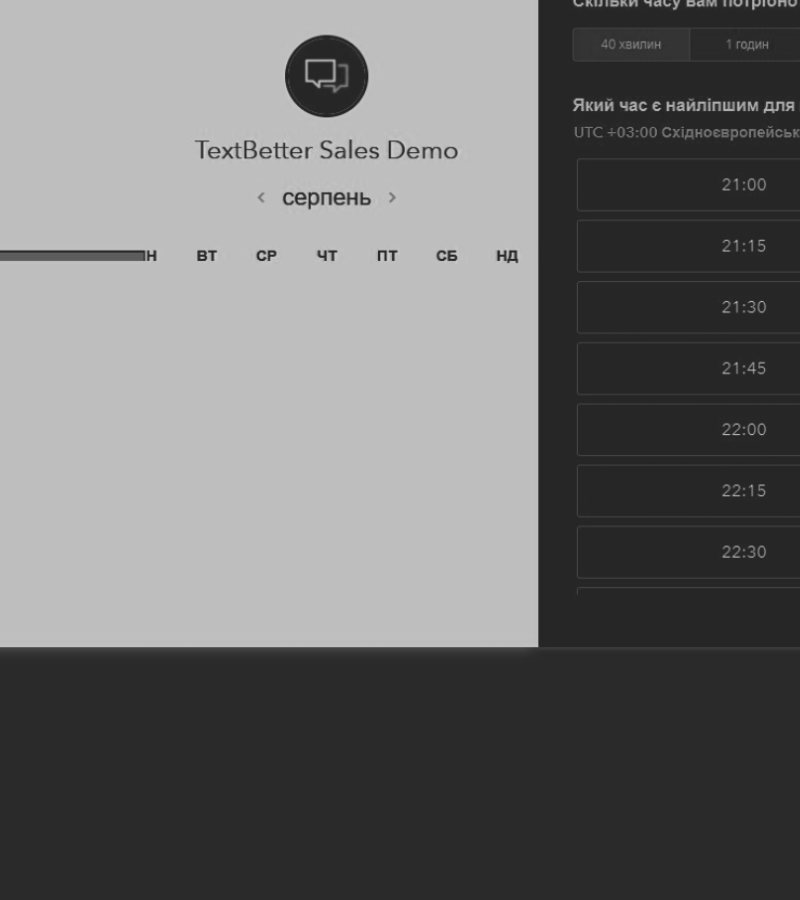 TextBetter Sales Demo
серпень
ВТ СР ЧТ ПТ СБ НД
Скільки часу вам потрібно
40 хвилин 1 годин
Який час є найліпшим для
UTC +03:00 Східноєвропейськ
21:00
21:15
21:30
21:45
22:00
22:15
22:30